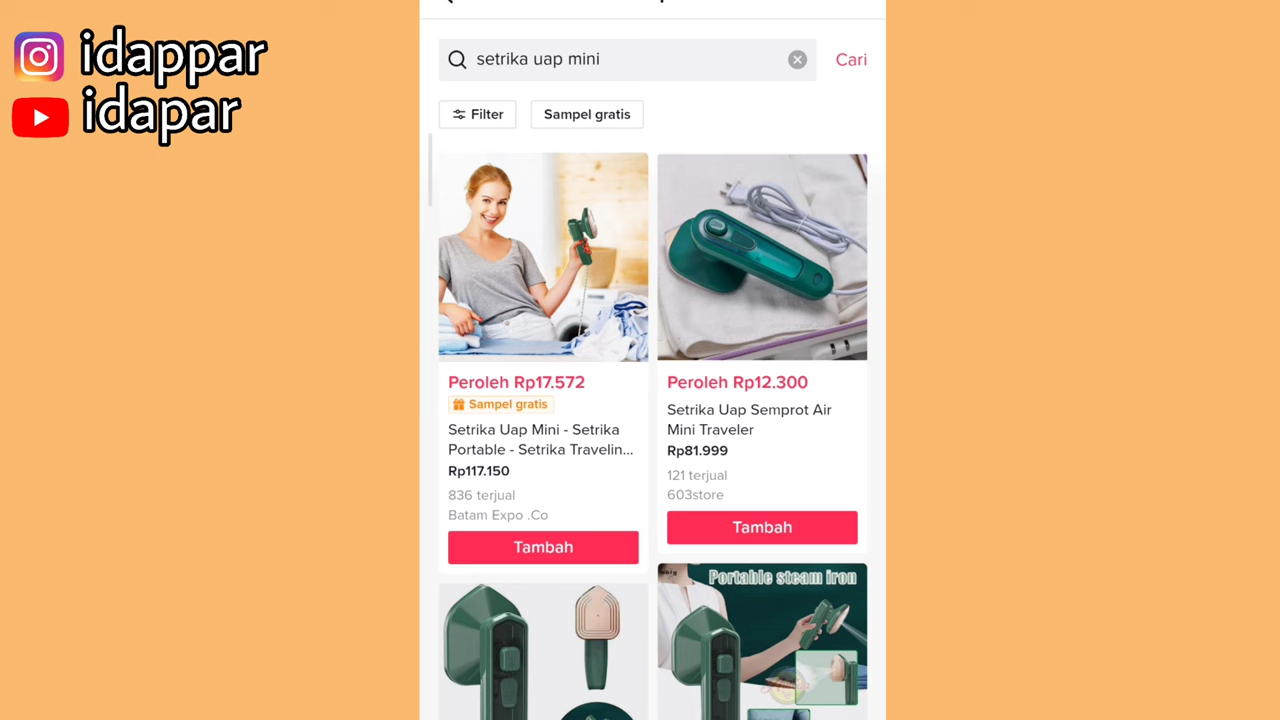 idappar
idapar
setrika uap mini
Cari
Filter
Sampel gratis
Peroleh Rp17.572
Sampel gratis
Setrika Uap Mini - Setrika
Portable - Setrika Travelin...
Rp117.150
836 terjual
Batam Expo .Co
Tambah
Peroleh Rp12.300
Setrika Uap Semprot Air
Mini Traveler
Rp81.999
121 terjual
603store
Tambah
Portable steam iron